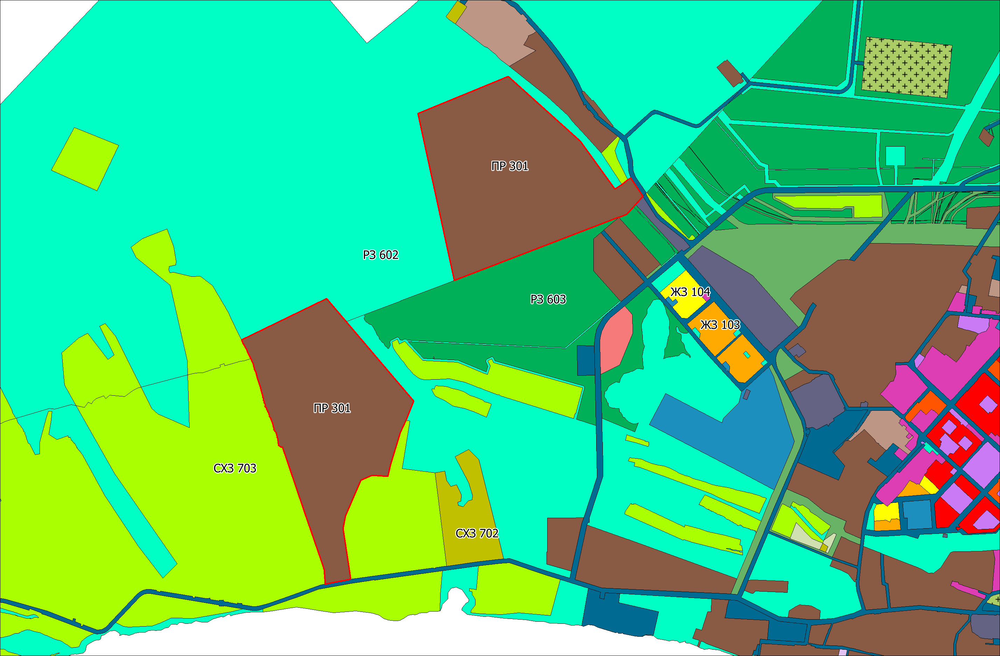 ПР 301
РЗ 602
ЖЗ 104
РЗ 603
ЖЗ 103
ПР 301
СХЗ 703
СХЗ 702